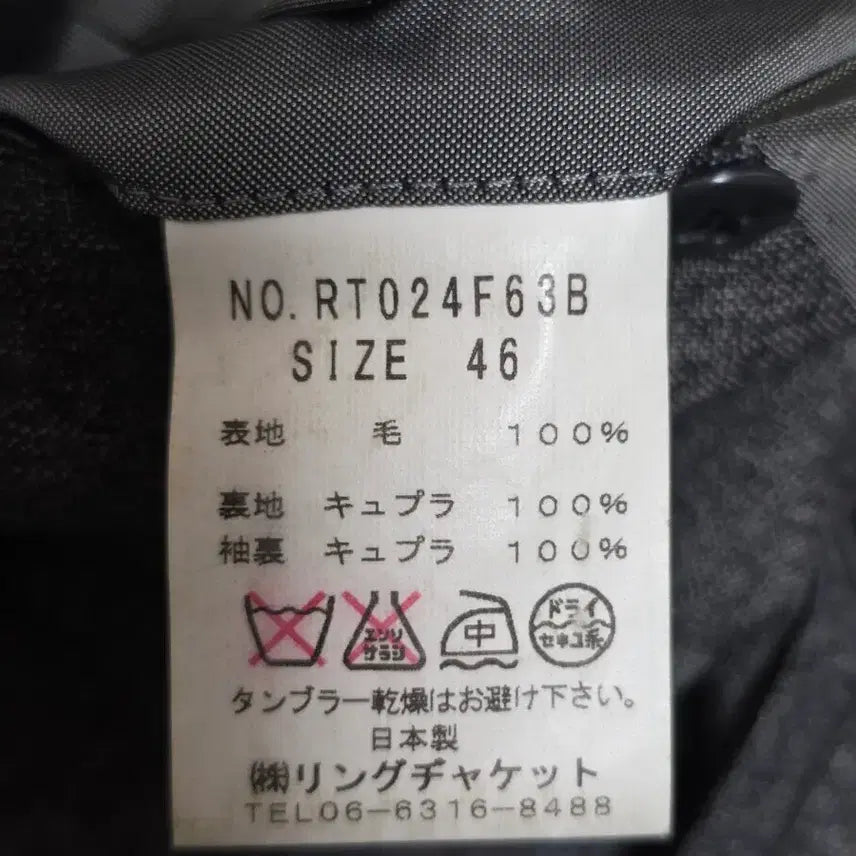 NO. RT024F63B
SIZE 46
表地 毛 100%
裏地 キュプラ 100%
袖裏 キュプラ 100%
エンソサラシ 中 ドライセキユ系
タンブラー乾燥はお避け下さい。
日本製
(株)リングヂャケット
TEL06-6316-8488